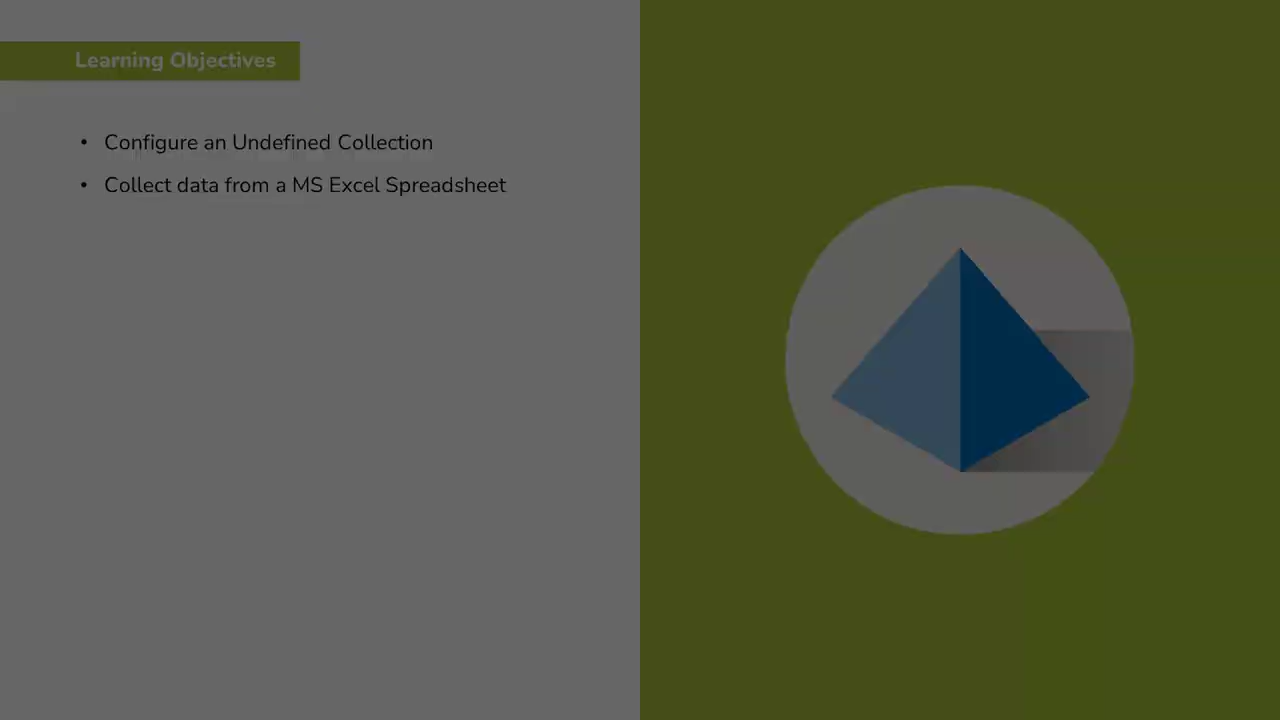 Learning Objectives
• Configure an Undefined Collection
• Collect data from a MS Excel Spreadsheet